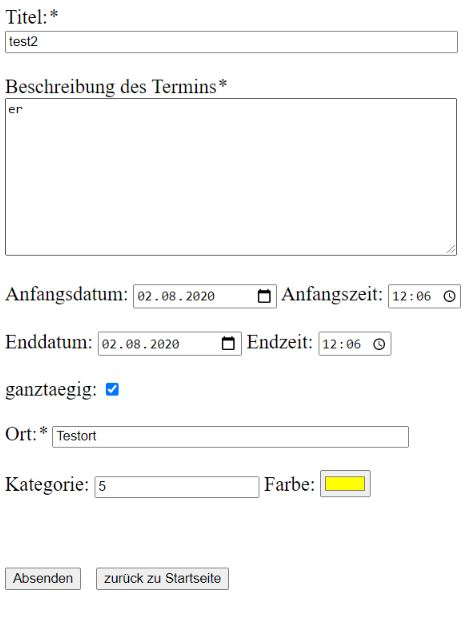 Titel:*
test2
Beschreibung des Termins*
er
Anfangsdatum: 02.08.2020 Anfangszeit: 12:06
Enddatum: 02.08.2020 Endzeit: 12:06
ganztaegig:
Ort:* Testort
Kategorie: 5 Farbe:
Absenden zurück zu Startseite